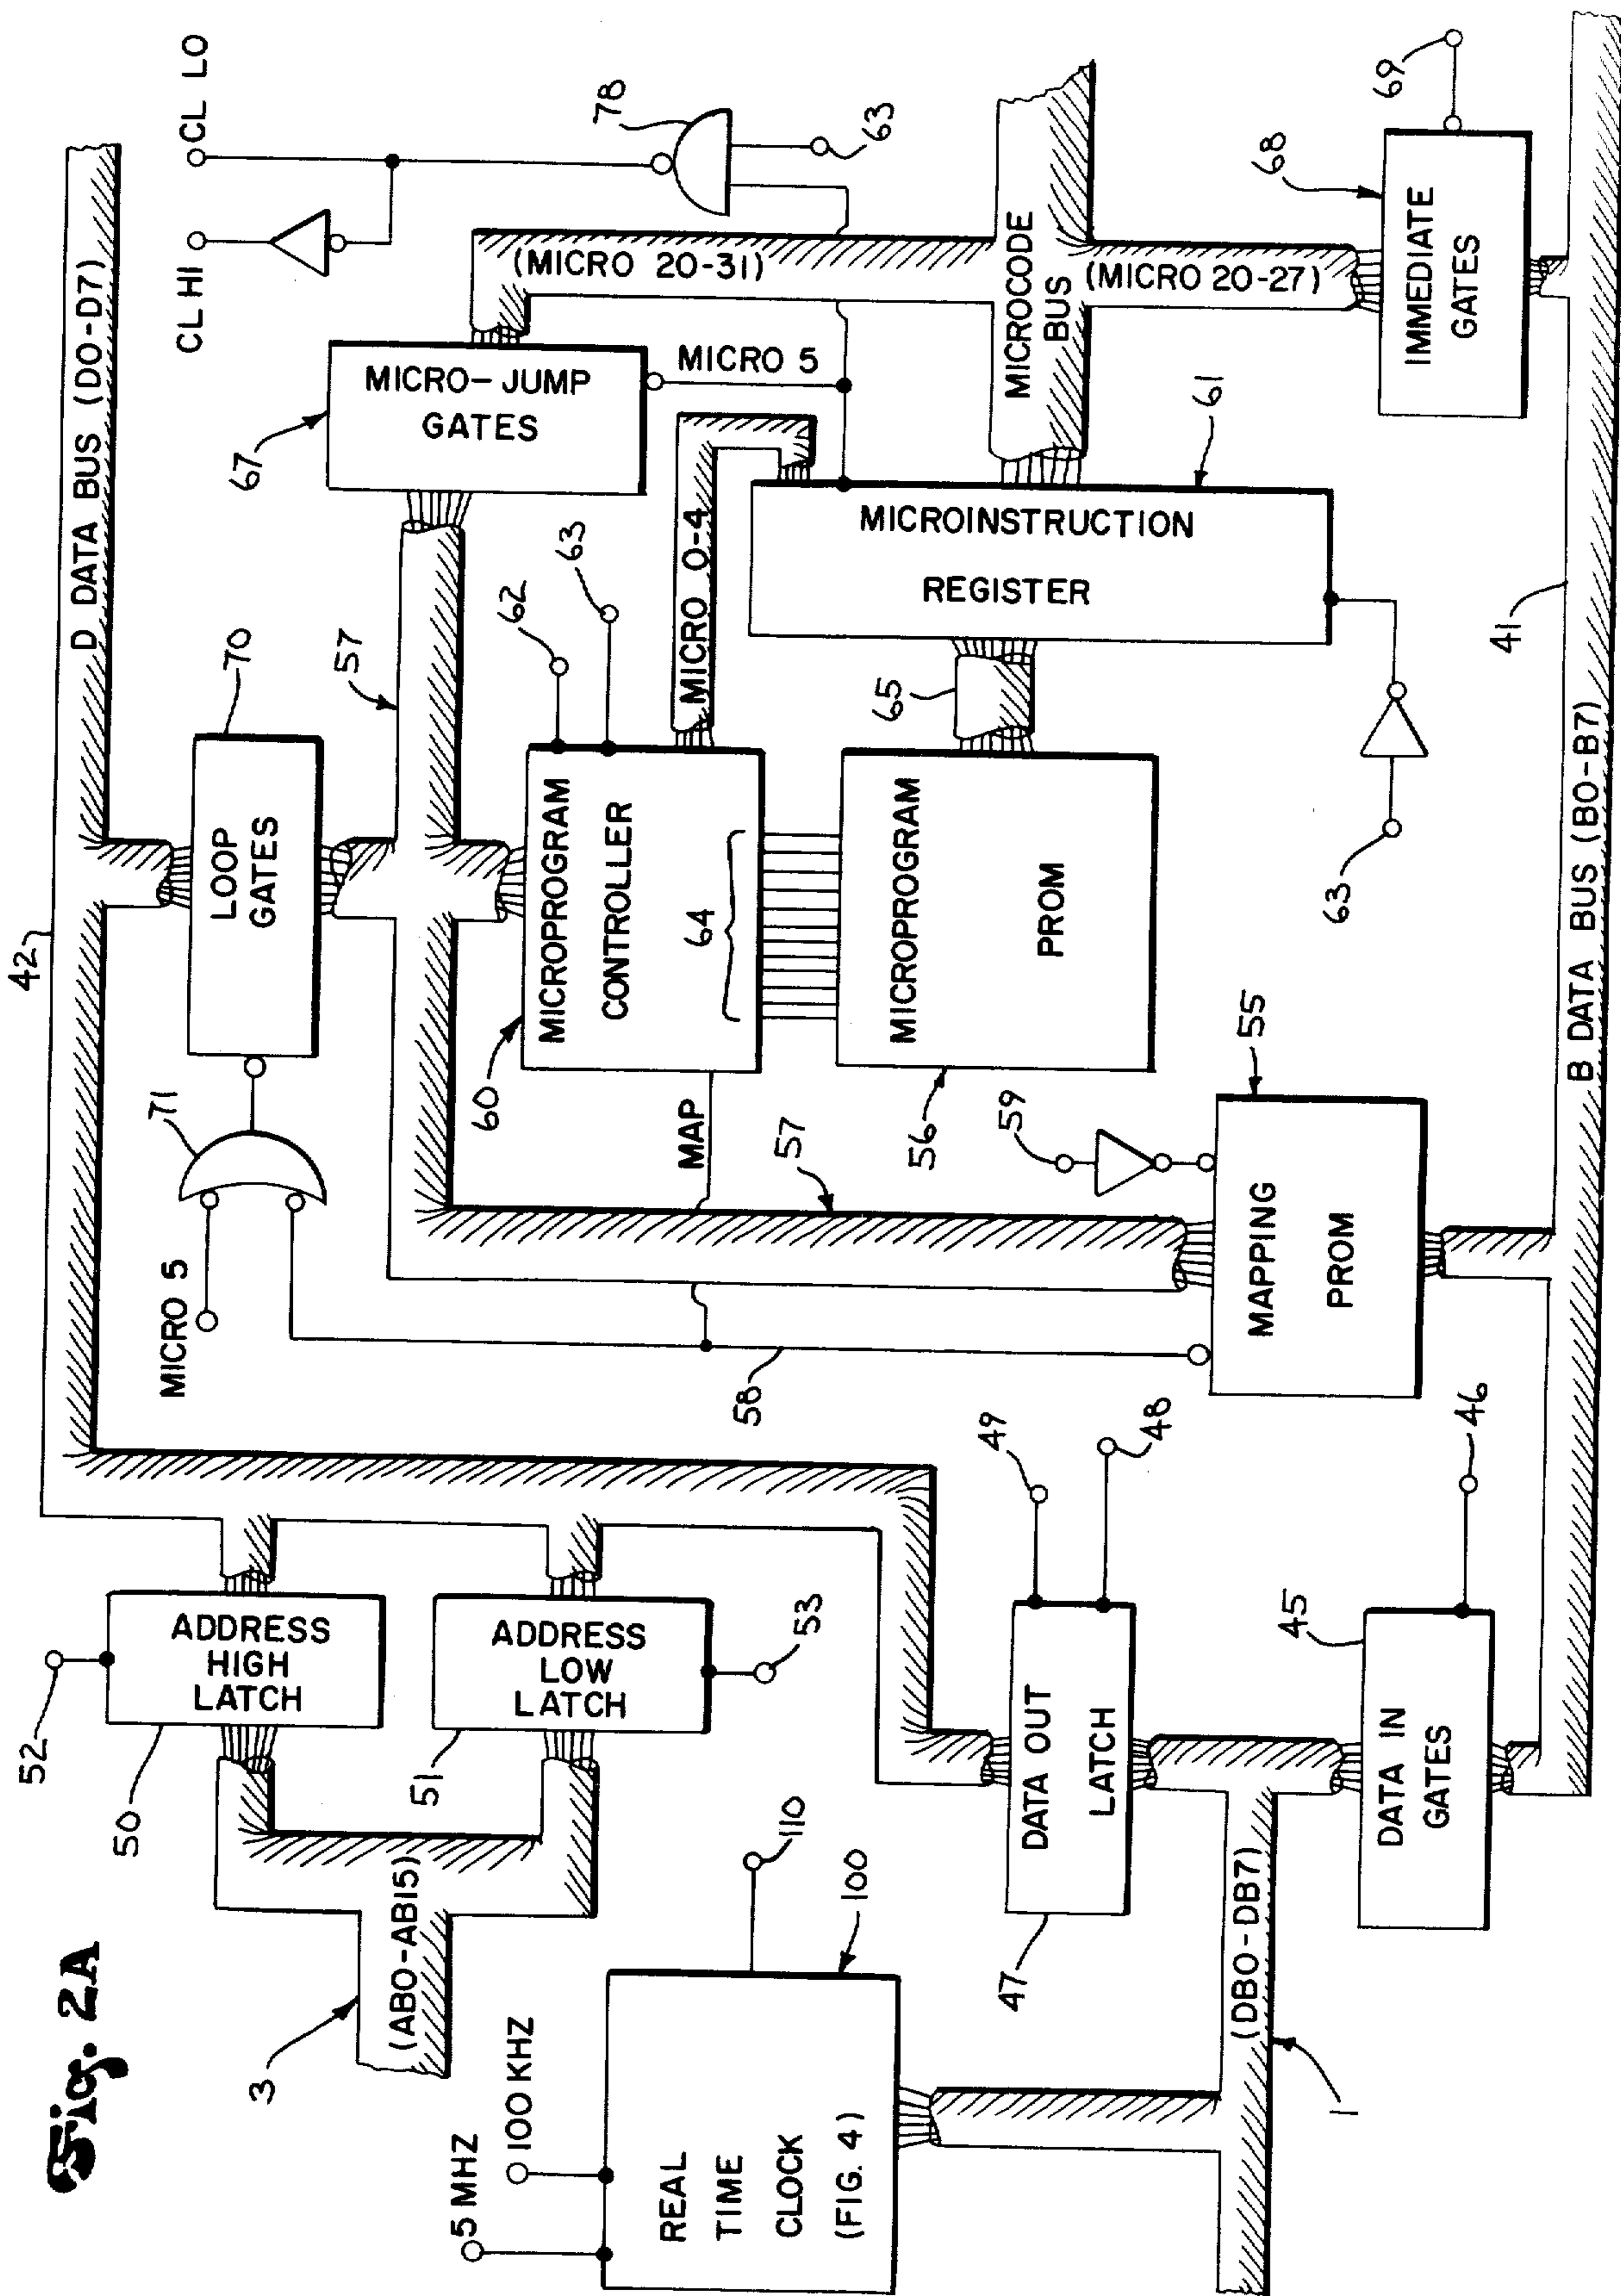 Fig. 2A
42
D DATA BUS (D0-D7)
CL HI
CL LO
78
63
52
ADDRESS
HIGH
LATCH
50
ADDRESS
LOW
LATCH
51
53
3
(AB0-AB15)
MICRO 5
71
LOOP
GATES
70
57
67
MICRO-JUMP
GATES
(MICRO 20-31)
MICRO 5
62
63
MICROPROGRAM
CONTROLLER
60
64
MAP
MICRO 0-4
MICROCODE
BUS
(MICRO 20-27)
58
57
56
MICROPROGRAM
PROM
65
MICROINSTRUCTION
REGISTER
61
63
59
55
MAPPING
PROM
5 MHZ
100 KHZ
REAL
TIME
CLOCK
(FIG. 4)
110
100
49
48
DATA OUT
LATCH
47
(DB0-DB7)
1
45
46
DATA IN
GATES
68
69
IMMEDIATE
GATES
41
B DATA BUS (B0-B7)